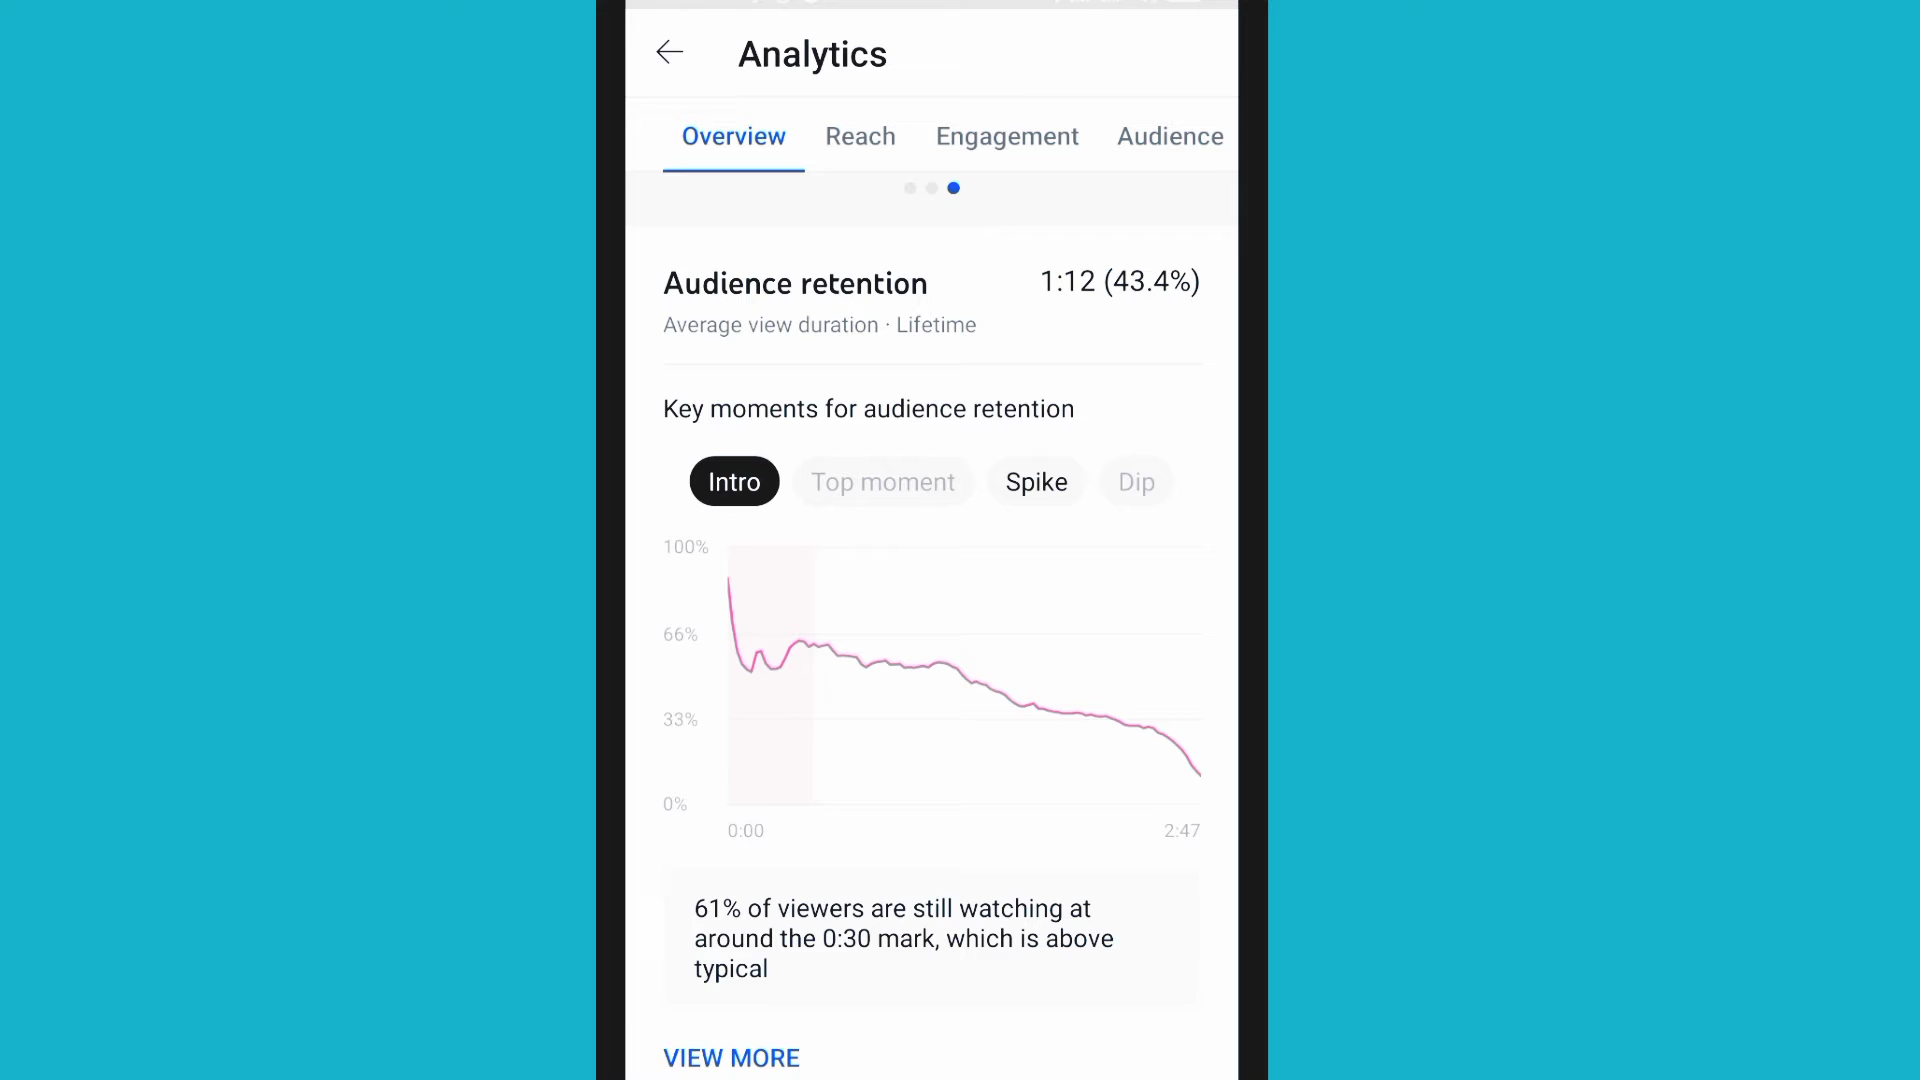 Analytics
Overview Reach Engagement Audience
Audience retention 1:12 (43.4%)
Average view duration · Lifetime
Key moments for audience retention
Intro Top moment Spike Dip
100%
66%
33%
0%
0:00 2:47
61% of viewers are still watching at
around the 0:30 mark, which is above
typical
VIEW MORE